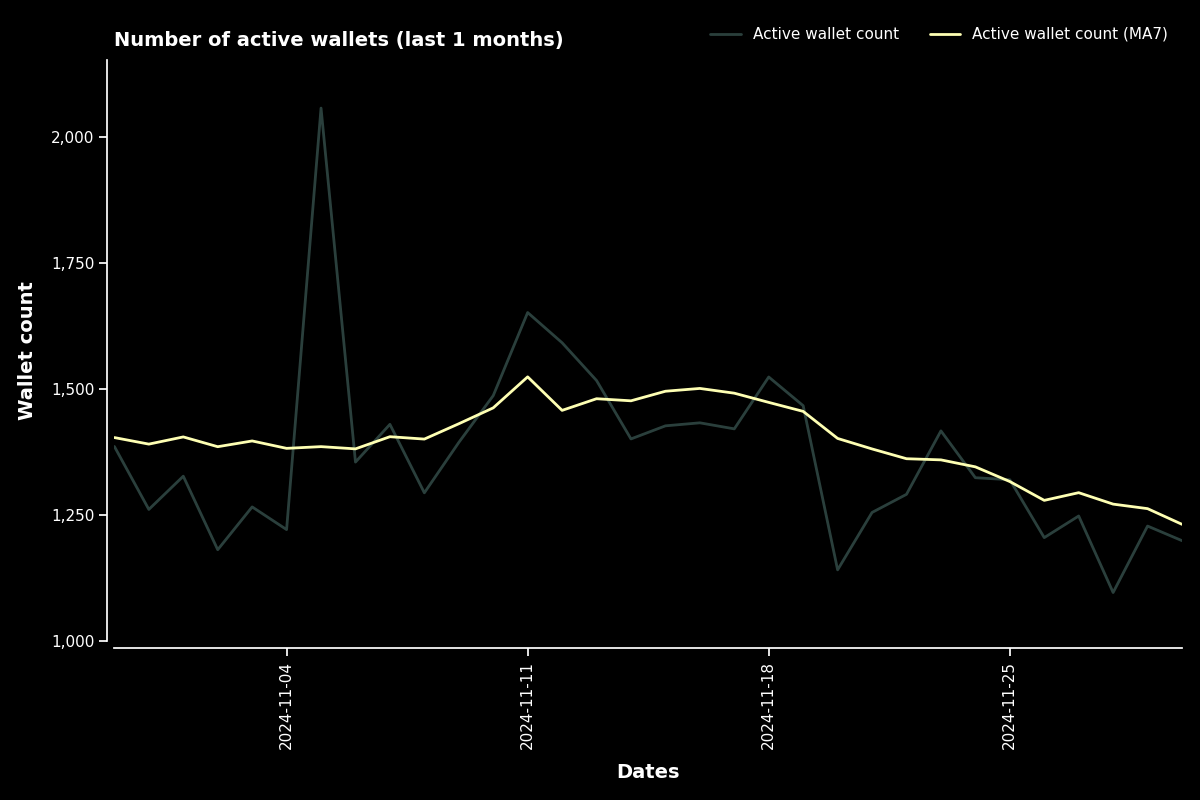 Number of active wallets (last 1 months)
Active wallet count
Active wallet count (MA7)
Wallet count
2,000
1,750
1,500
1,250
1,000
2024-11-04
2024-11-11
2024-11-18
2024-11-25
Dates